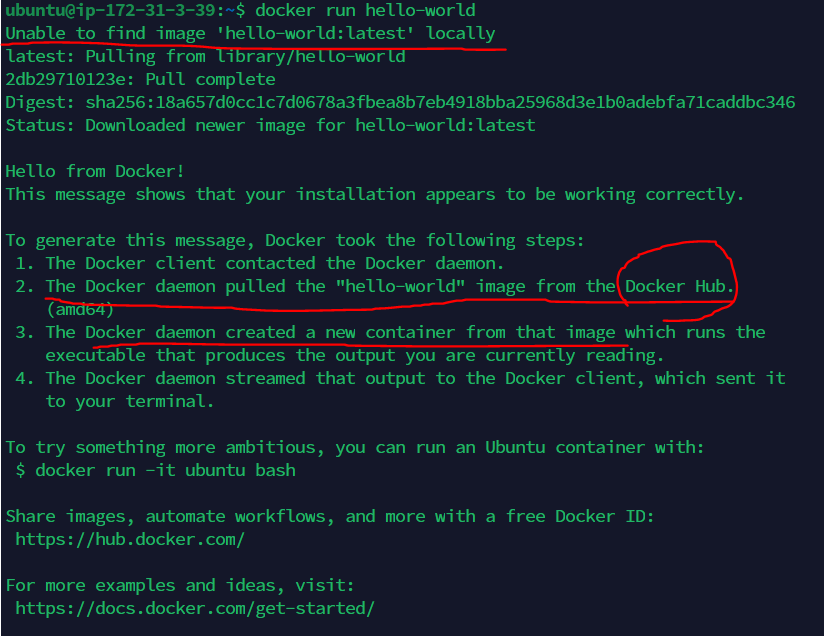 ubuntu@ip-172-31-3-39:~$ docker run hello-world
Unable to find image 'hello-world:latest' locally
latest: Pulling from library/hello-world
2db29710123e: Pull complete
Digest: sha256:18a657d0cc1c7d0678a3fbea8b7eb4918bba25968d3e1b0adebfa71caddbc346
Status: Downloaded newer image for hello-world:latest

Hello from Docker!
This message shows that your installation appears to be working correctly.

To generate this message, Docker took the following steps:
 1. The Docker client contacted the Docker daemon.
 2. The Docker daemon pulled the "hello-world" image from the Docker Hub.
    (amd64)
 3. The Docker daemon created a new container from that image which runs the
    executable that produces the output you are currently reading.
 4. The Docker daemon streamed that output to the Docker client, which sent it
    to your terminal.

To try something more ambitious, you can run an Ubuntu container with:
 $ docker run -it ubuntu bash

Share images, automate workflows, and more with a free Docker ID:
 https://hub.docker.com/

For more examples and ideas, visit:
 https://docs.docker.com/get-started/